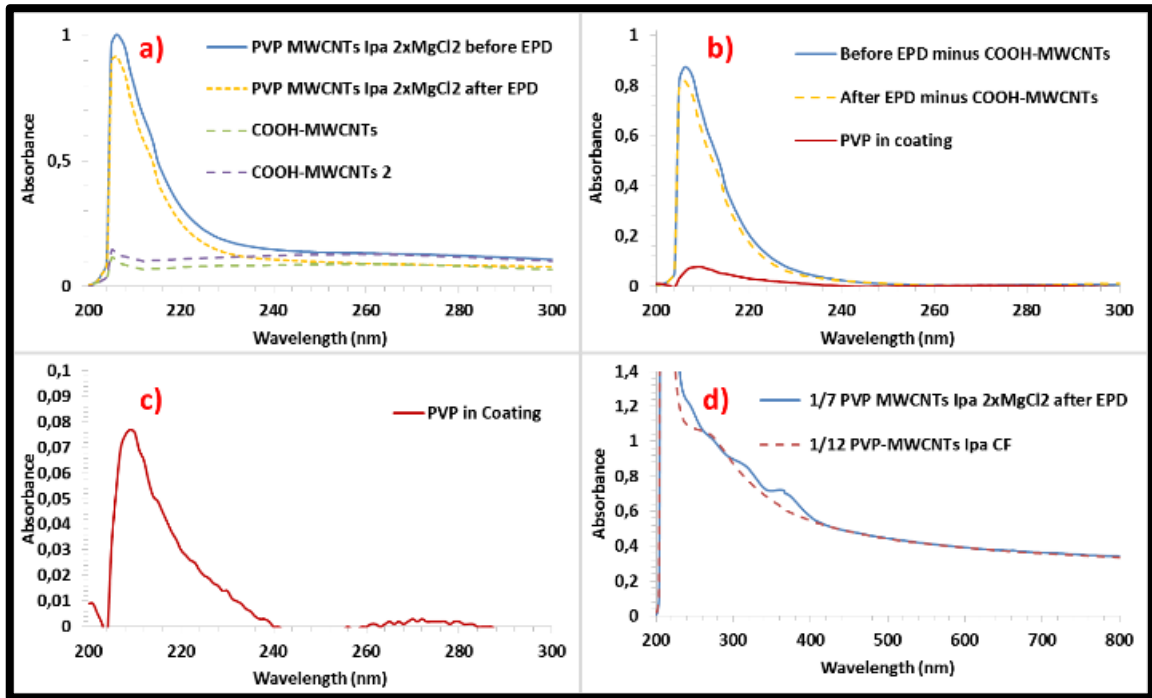 a)
PVP MWCNTs Ipa 2xMgCl2 before EPD
PVP MWCNTs Ipa 2xMgCl2 after EPD
COOH-MWCNTs
COOH-MWCNTs 2
Absorbance
1
0,5
0
200 220 240 260 280 300
Wavelength (nm)
b)
Before EPD minus COOH-MWCNTs
After EPD minus COOH-MWCNTs
PVP in coating
Absorbance
1
0,8
0,6
0,4
0,2
0
200 220 240 260 280 300
Wavelength (nm)
c)
PVP in Coating
Absorbance
0,1
0,09
0,08
0,07
0,06
0,05
0,04
0,03
0,02
0,01
0
200 220 240 260 280 300
Wavelength (nm)
d)
1/7 PVP MWCNTs Ipa 2xMgCl2 after EPD
1/12 PVP-MWCNTs Ipa CF
Absorbance
1,4
1,2
1
0,8
0,6
0,4
0,2
0
200 300 400 500 600 700 800
Wavelength (nm)